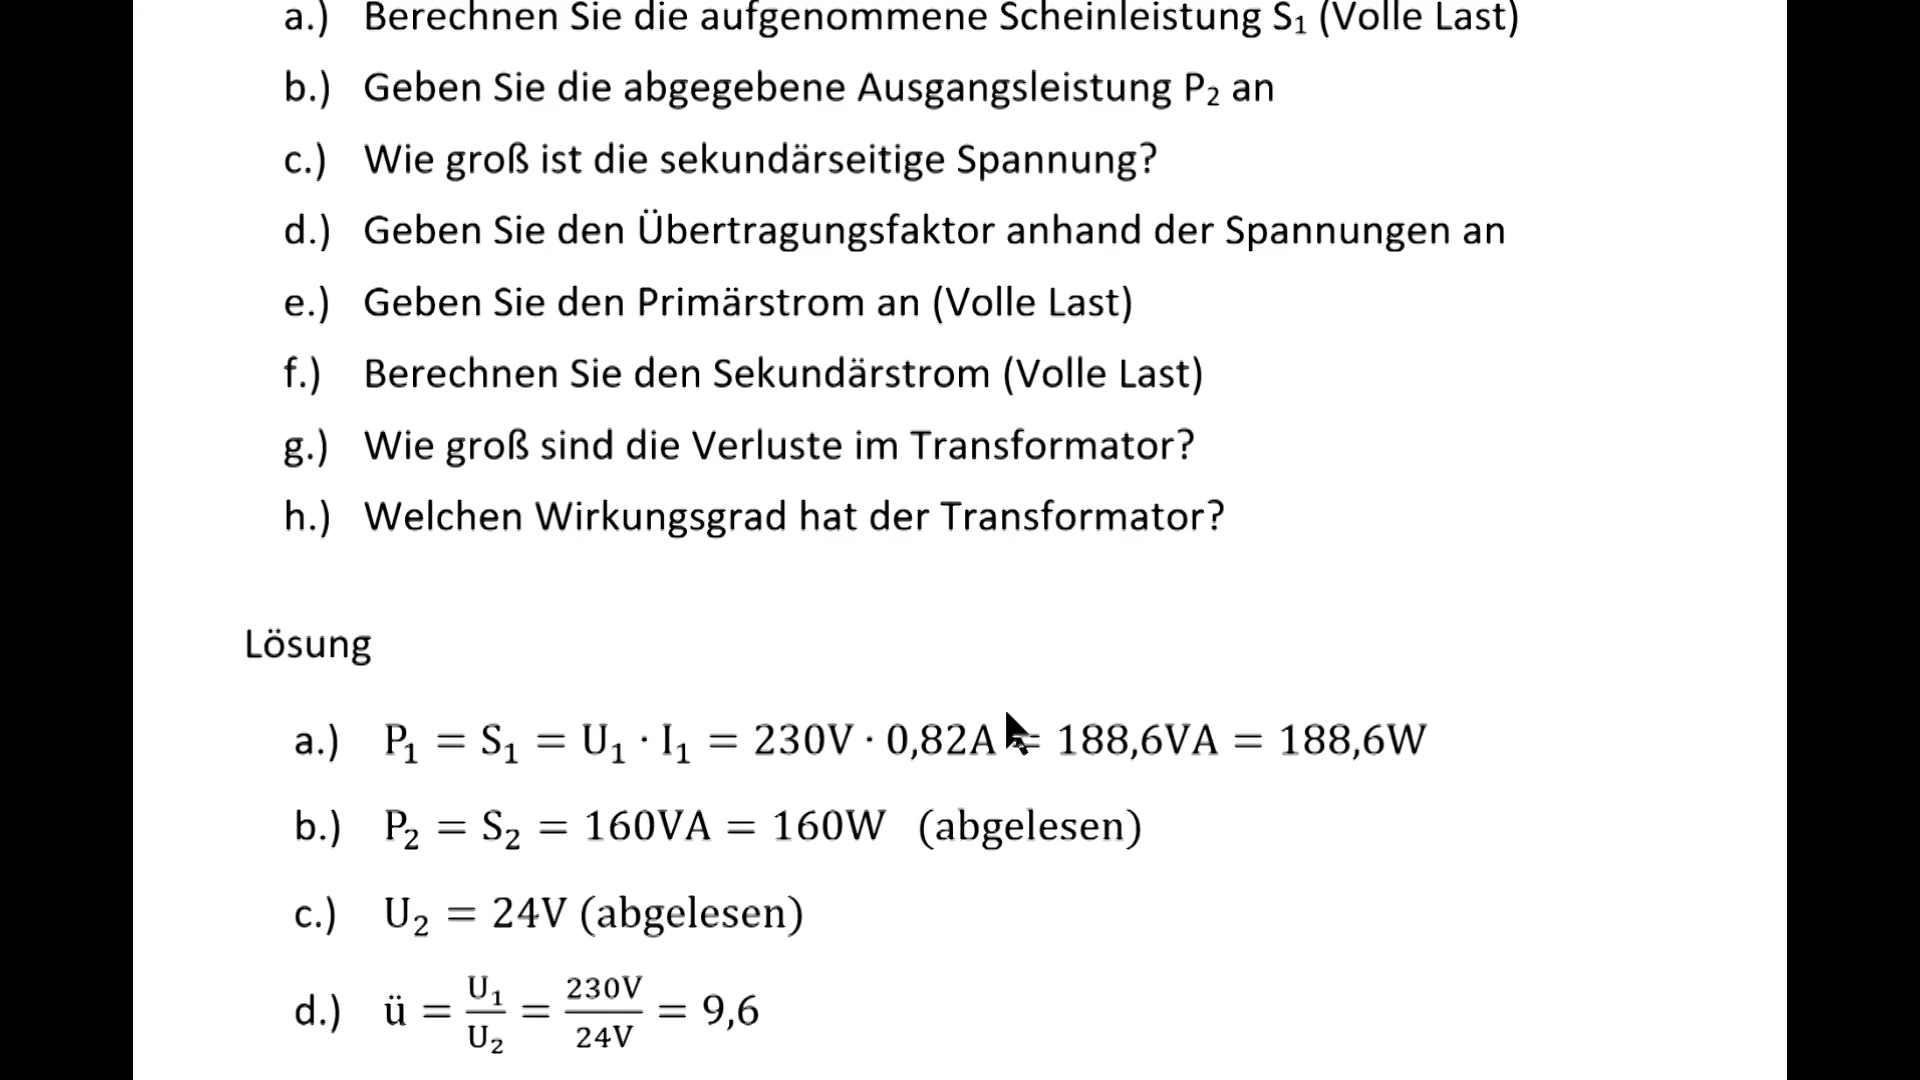 a.) Berechnen Sie die aufgenommene Scheinleistung S₁ (Volle Last)
b.) Geben Sie die abgegebene Ausgangsleistung P₂ an
c.) Wie groß ist die sekundärseitige Spannung?
d.) Geben Sie den Übertragungsfaktor anhand der Spannungen an
e.) Geben Sie den Primärstrom an (Volle Last)
f.) Berechnen Sie den Sekundärstrom (Volle Last)
g.) Wie groß sind die Verluste im Transformator?
h.) Welchen Wirkungsgrad hat der Transformator?
Lösung
a.) P₁ = S₁ = U₁ · I₁ = 230V · 0,82A = 188,6VA = 188,6W
b.) P₂ = S₂ = 160VA = 160W (abgelesen)
c.) U₂ = 24V (abgelesen)
d.) ü = U₁/U₂ = 230V/24V = 9,6